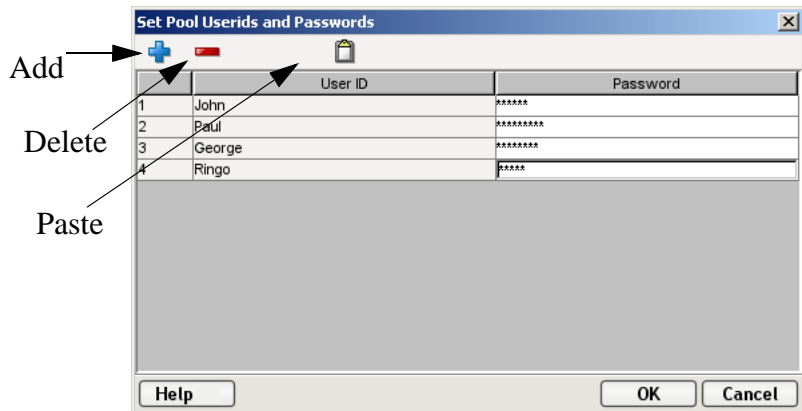 Set Pool Userids and Passwords
Add
User ID Password
1 John ******
2 Paul *********
Delete
3 George ********
4 Ringo *****
Paste
Help OK Cancel